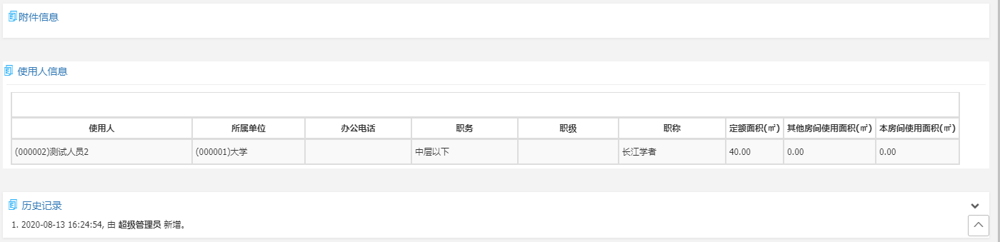 附件信息
使用人信息
使用人 所属单位 办公电话 职务 职级 职称 定额面积(㎡) 其他房间使用面积(㎡) 本房间使用面积(㎡)
(000002)测试人员2 (000001)大学 中层以下 长江学者 40.00 0.00 0.00
历史记录
1. 2020-08-13 16:24:54, 由 超级管理员 新增。